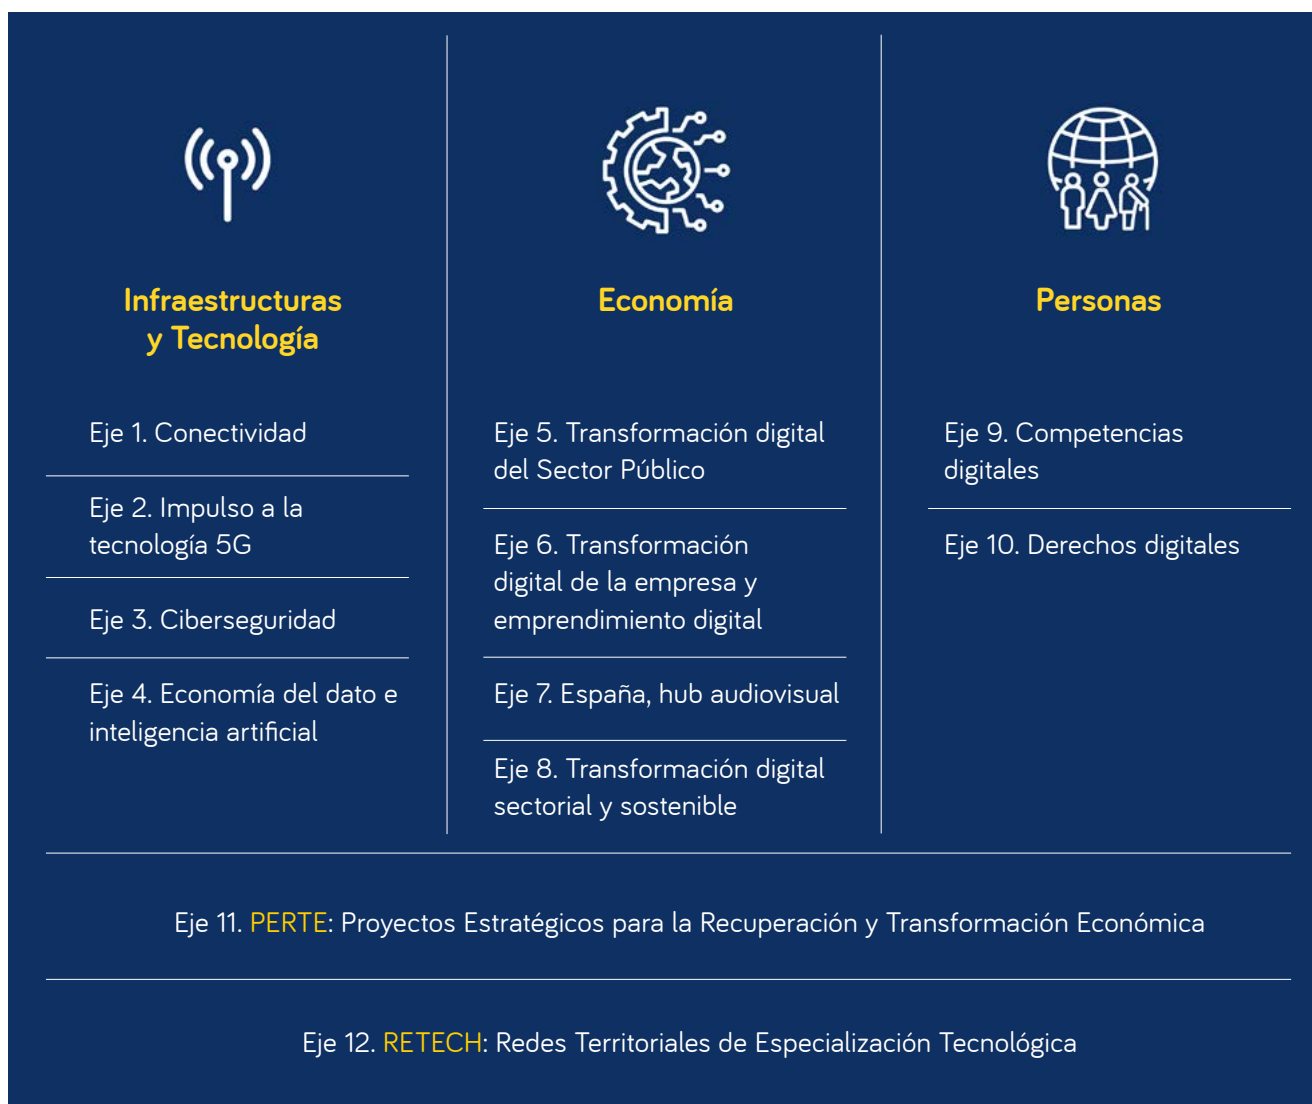 Infraestructuras
y Tecnología
Eje 1. Conectividad
Eje 2. Impulso a la
tecnología 5G
Eje 3. Ciberseguridad
Eje 4. Economía del dato e
inteligencia artificial
Economía
Eje 5. Transformación digital
del Sector Público
Eje 6. Transformación
digital de la empresa y
emprendimiento digital
Eje 7. España, hub audiovisual
Eje 8. Transformación digital
sectorial y sostenible
Personas
Eje 9. Competencias
digitales
Eje 10. Derechos digitales
Eje 11. PERTE: Proyectos Estratégicos para la Recuperación y Transformación Económica
Eje 12. RETECH: Redes Territoriales de Especialización Tecnológica